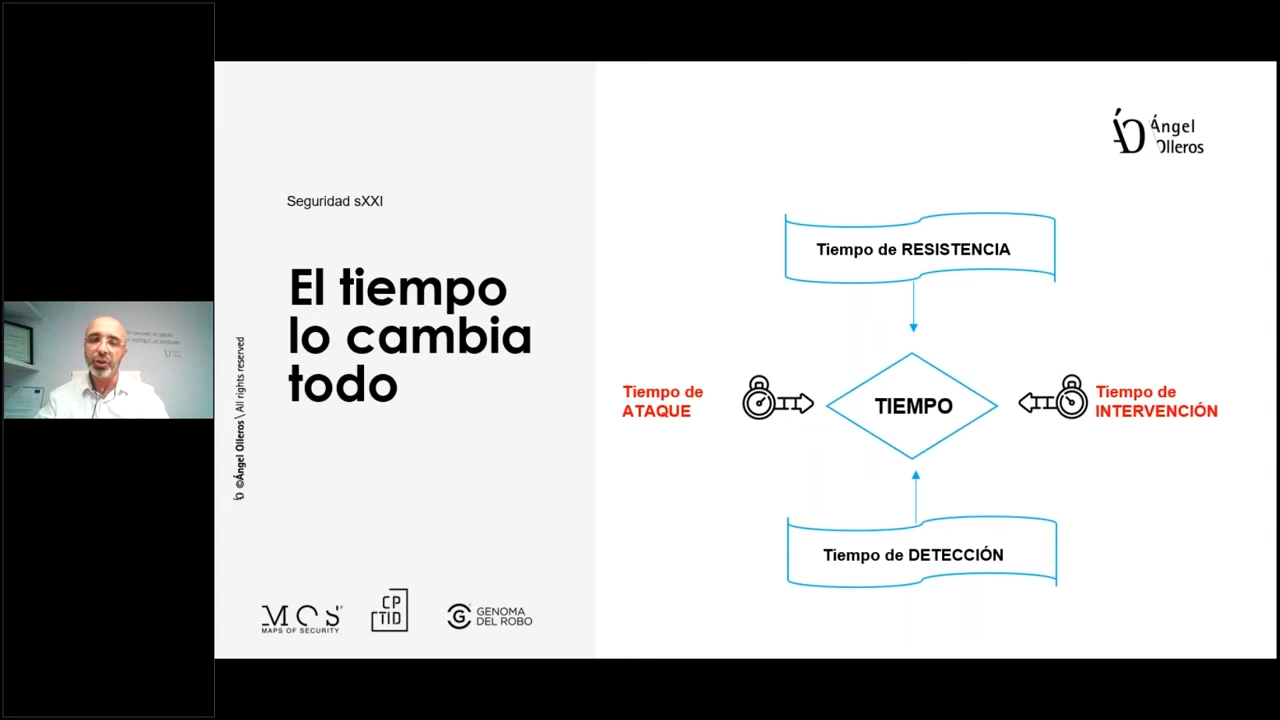 Seguridad sXXI
El tiempo
lo cambia
todo
©Ángel Olleros \ All rights reserved
MOS
MAPS OF SECURITY
CP
TID
GENOMA
DEL ROBO
Ángel
Olleros
Tiempo de RESISTENCIA
Tiempo de
ATAQUE
TIEMPO
Tiempo de
INTERVENCIÓN
Tiempo de DETECCIÓN